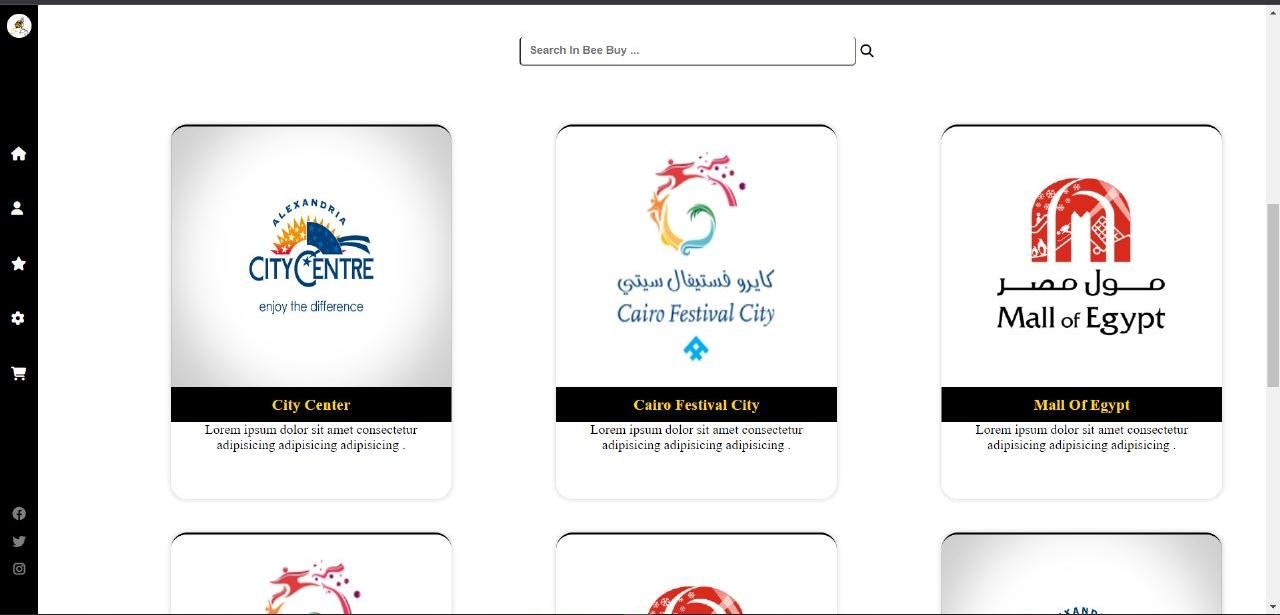 Search In Bee Buy ...
ALEXANDRIA
CITYCENTRE
enjoy the difference
City Center
Lorem ipsum dolor sit amet consectetur
adipisicing adipisicing adipisicing .
كايرو فستيفال سيتي
Cairo Festival City
Cairo Festival City
Lorem ipsum dolor sit amet consectetur
adipisicing adipisicing adipisicing .
مول مصر
Mall of Egypt
Mall Of Egypt
Lorem ipsum dolor sit amet consectetur
adipisicing adipisicing adipisicing .